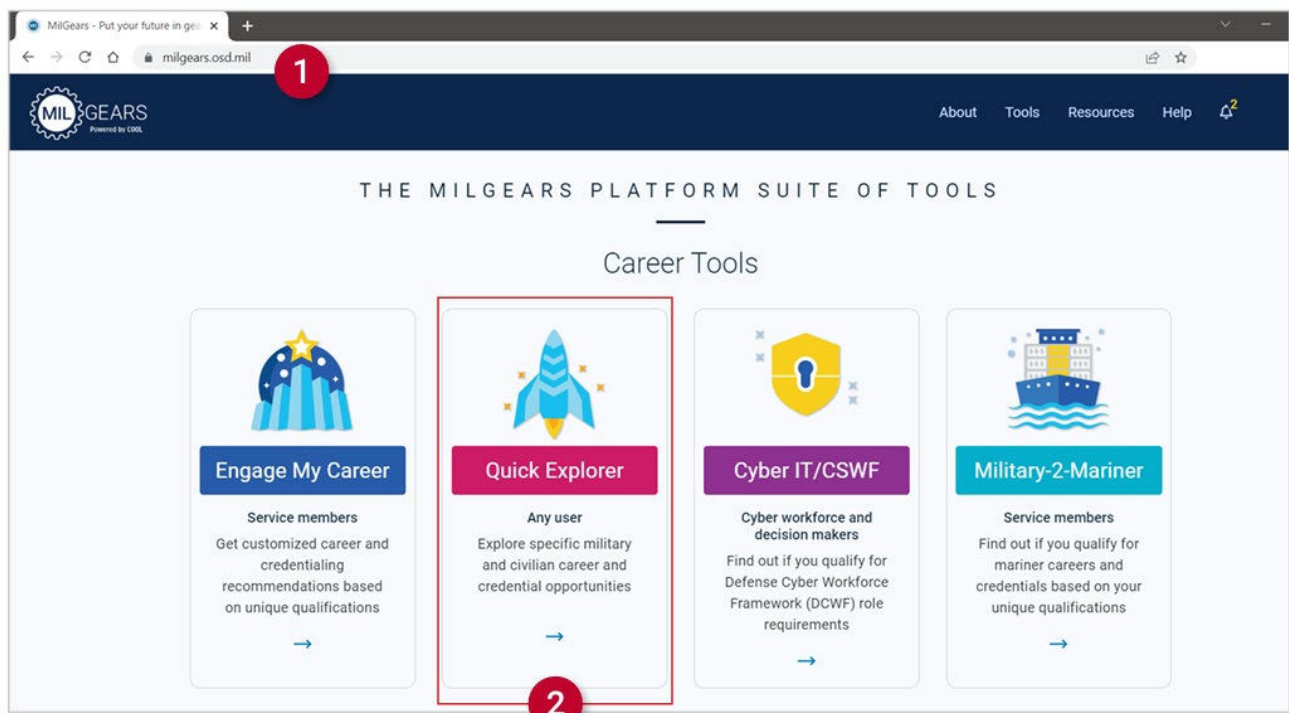 MilGears - Put your future in gea
milgears.osd.mil
1
MIL GEARS
Powered by COOL
About Tools Resources Help 2
THE MILGEARS PLATFORM SUITE OF TOOLS
Career Tools
Engage My Career
Service members
Get customized career and
credentialing
recommendations based
on unique qualifications
Quick Explorer
Any user
Explore specific military
and civilian career and
credential opportunities
2
Cyber IT/CSWF
Cyber workforce and
decision makers
Find out if you qualify for
Defense Cyber Workforce
Framework (DCWF) role
requirements
Military-2-Mariner
Service members
Find out if you qualify for
mariner careers and
credentials based on your
unique qualifications